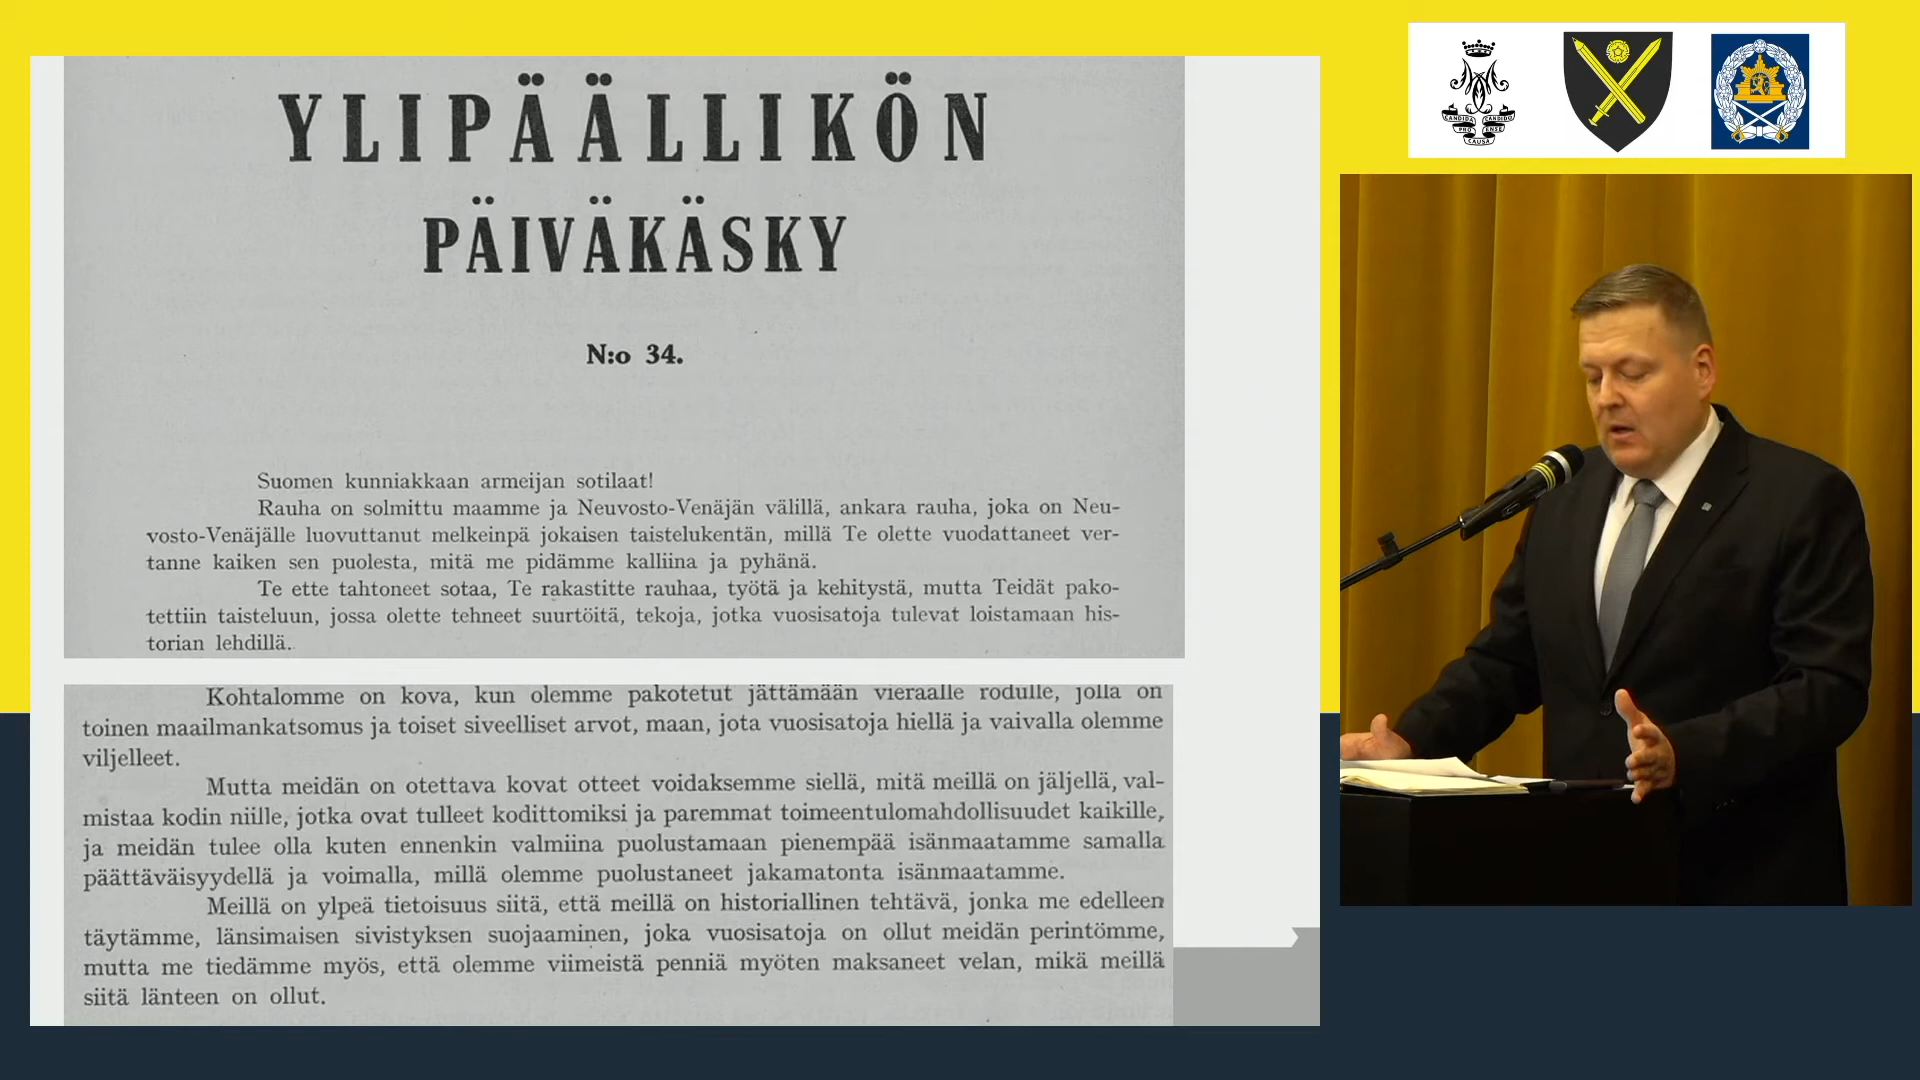 YLIPÄÄLLIKÖN
PÄIVÄKÄSKY
N:o 34.
Suomen kunniakkaan armeijan sotilaat!
Rauha on solmittu maamme ja Neuvosto-Venäjän välillä, ankara rauha, joka on Neu-
vosto-Venäjälle luovuttanut melkeinpä jokaisen taistelukentän, millä Te olette vuodattaneet ver-
tanne kaiken sen puolesta, mitä me pidämme kalliina ja pyhänä.
Te ette tahtoneet sotaa, Te rakastitte rauhaa, työtä ja kehitystä, mutta Teidät pako-
tettiin taisteluun, jossa olette tehneet suurtöitä, tekoja, jotka vuosisatoja tulevat loistamaan his-
torian lehdillä.
Kohtalomme on kova, kun olemme pakotetut jättämään vieraalle rodulle, jolla on
toinen maailmankatsomus ja toiset siveelliset arvot, maan, jota vuosisatoja hiellä ja vaivalla olemme
viljelleet.
Mutta meidän on otettava kovat otteet voidaksemme siellä, mitä meillä on jäljellä, val-
mistaa kodin niille, jotka ovat tulleet kodittomiksi ja paremmat toimeentulomahdollisuudet kaikille,
ja meidän tulee olla kuten ennenkin valmiina puolustamaan pienempää isänmaatamme samalla
päättäväisyydellä ja voimalla, millä olemme puolustaneet jakamatonta isänmaatamme.
Meillä on ylpeä tietoisuus siitä, että meillä on historiallinen tehtävä, jonka me edelleen
täytämme, länsimaisen sivistyksen suojaaminen, joka vuosisatoja on ollut meidän perintömme,
mutta me tiedämme myös, että olemme viimeistä penniä myöten maksaneet velan, mikä meillä
siitä länteen on ollut.
CANDIDA PRO CAUSA ENSE CANDIDO